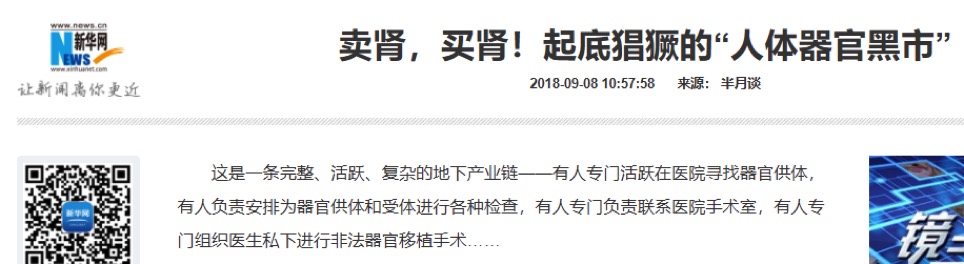 www.news.cn
新华网
NEWS
www.xinhuanet.com
让新闻离你更近
卖肾，买肾！起底猖獗的“人体器官黑市”
2018-09-08 10:57:58 来源： 半月谈
这是一条完整、活跃、复杂的地下产业链——有人专门活跃在医院寻找器官供体，
有人负责安排为器官供体和受体进行各种检查，有人专门负责联系医院手术室，有人专
门组织医生私下进行非法器官移植手术……
新华网
镜